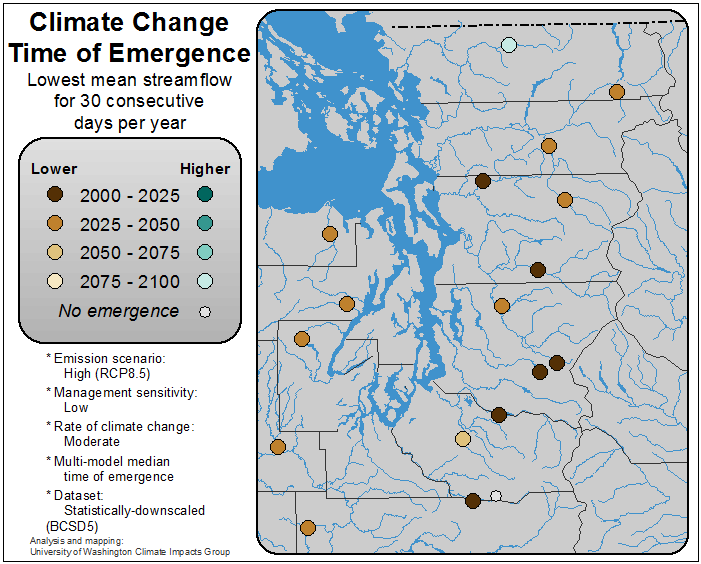 Climate Change
Time of Emergence
Lowest mean streamflow
for 30 consecutive
days per year
Lower Higher
2000 - 2025
2025 - 2050
2050 - 2075
2075 - 2100
No emergence
* Emission scenario:
High (RCP8.5)
* Management sensitivity:
Low
* Rate of climate change:
Moderate
* Multi-model median
time of emergence
* Dataset:
Statistically-downscaled
(BCSD5)
Analysis and mapping:
University of Washington Climate Impacts Group